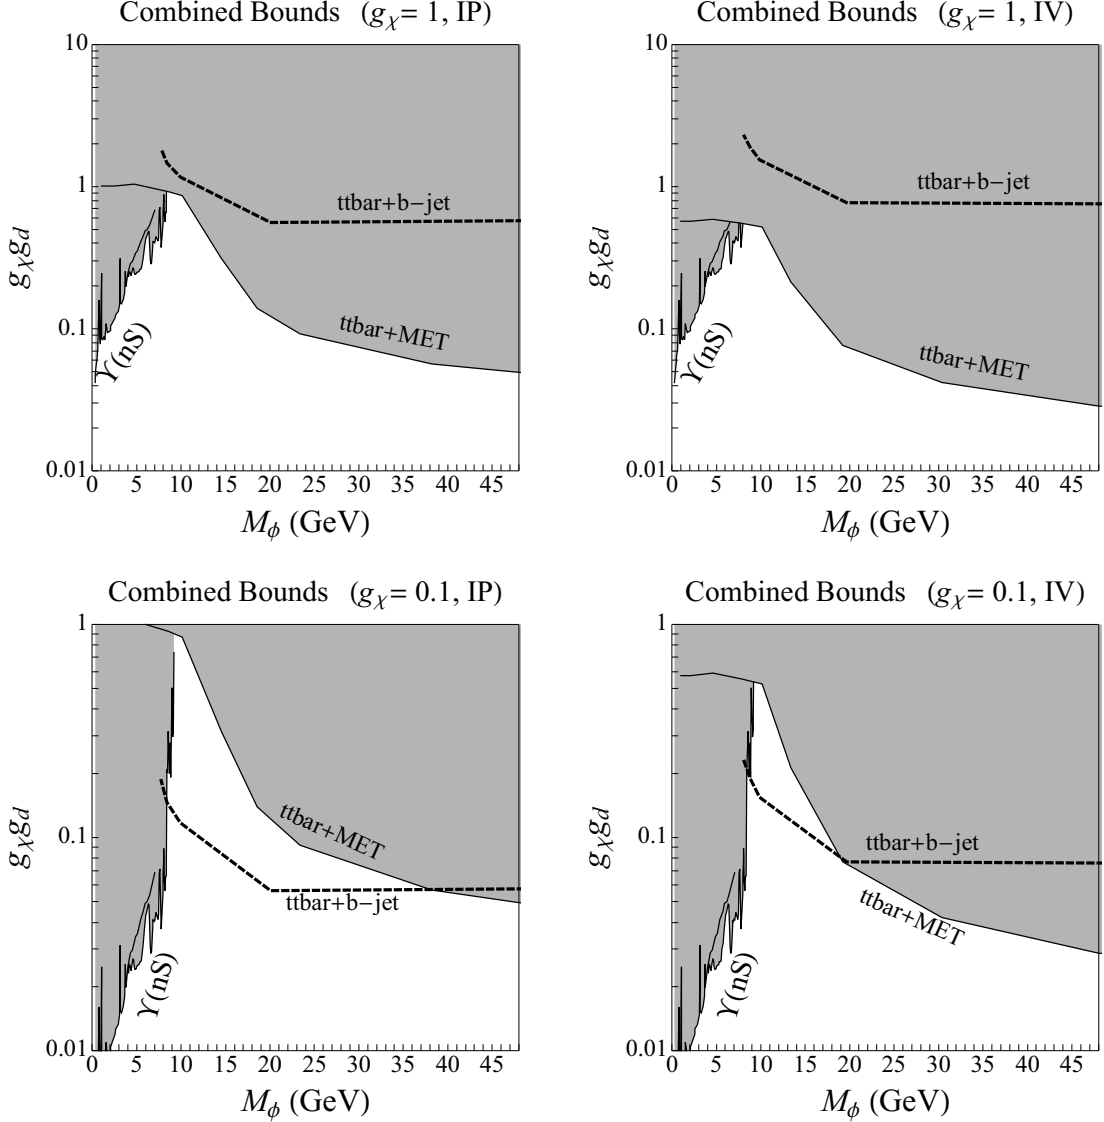 Combined Bounds (gχ= 1, IP)
10
1
0.1
0.01
gχgd
ttbar+b−jet
ttbar+MET
ϒ(nS)
0 5 10 15 20 25 30 35 40 45
Mϕ (GeV)
Combined Bounds (gχ= 1, IV)
10
1
0.1
0.01
gχgd
ttbar+b−jet
ttbar+MET
ϒ(nS)
0 5 10 15 20 25 30 35 40 45
Mϕ (GeV)
Combined Bounds (gχ= 0.1, IP)
1
0.1
0.01
gχgd
ttbar+MET
ttbar+b−jet
ϒ(nS)
0 5 10 15 20 25 30 35 40 45
Mϕ (GeV)
Combined Bounds (gχ= 0.1, IV)
1
0.1
0.01
gχgd
ttbar+b−jet
ttbar+MET
ϒ(nS)
0 5 10 15 20 25 30 35 40 45
Mϕ (GeV)